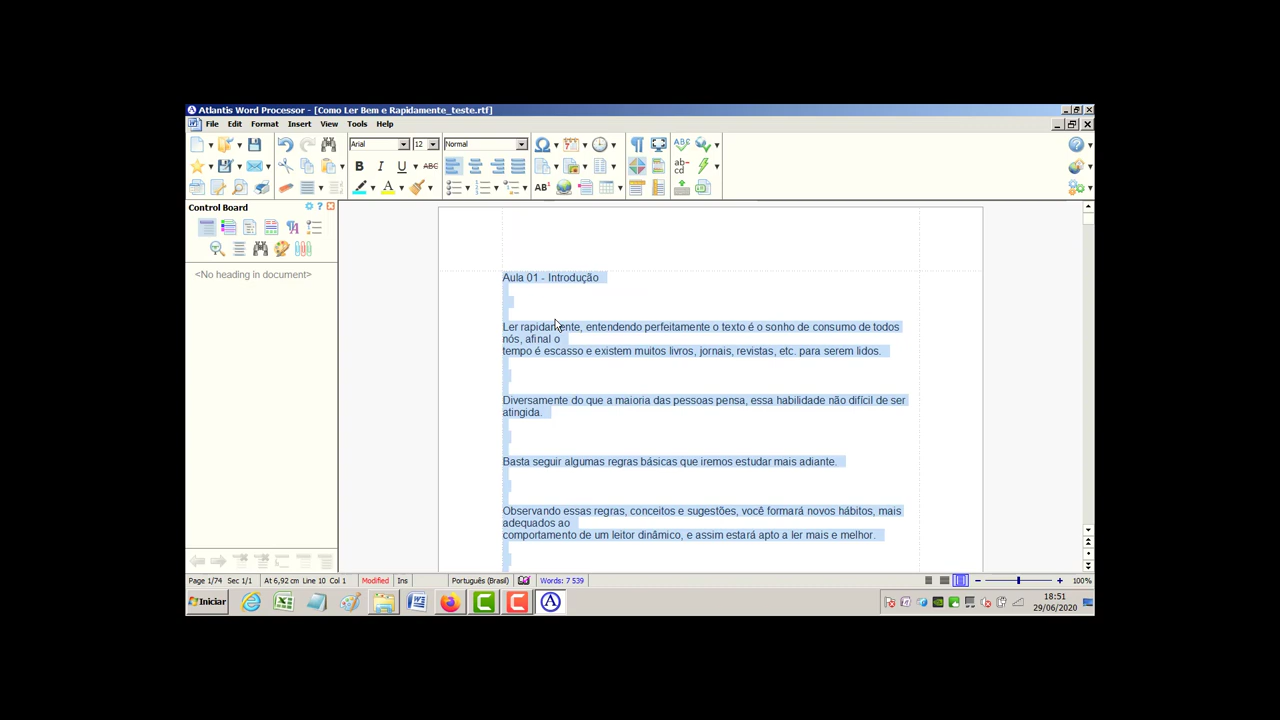 Atlantis Word Processor - [Como Ler Bem e Rapidamente_teste.rtf]
File Edit Format Insert View Tools Help
Arial 12 Normal
Control Board
<No heading in document>
Aula 01 - Introdução
Ler rapidamente, entendendo perfeitamente o texto é o sonho de consumo de todos
nós, afinal o
tempo é escasso e existem muitos livros, jornais, revistas, etc. para serem lidos.
Diversamente do que a maioria das pessoas pensa, essa habilidade não difícil de ser
atingida.
Basta seguir algumas regras básicas que iremos estudar mais adiante.
Observando essas regras, conceitos e sugestões, você formará novos hábitos, mais
adequados ao
comportamento de um leitor dinâmico, e assim estará apto a ler mais e melhor.
Page 1/74 Sec 1/1 At 6,92 cm Line 10 Col 1 Modified Ins Português (Brasil) Words: 7 539 100%
Iniciar
18:51
29/06/2020